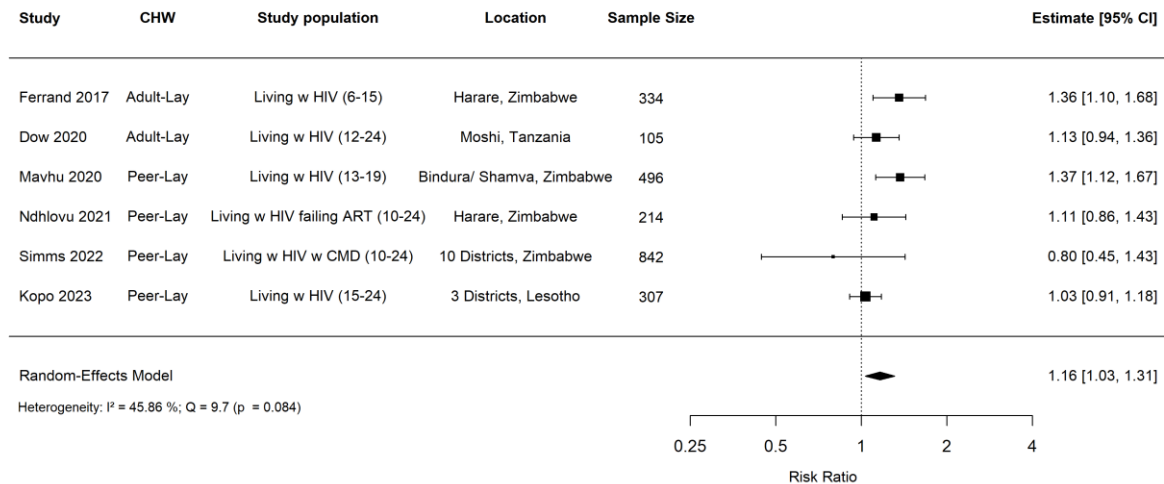 Study CHW Study population Location Sample Size Estimate [95% CI]
Ferrand 2017 Adult-Lay Living w HIV (6-15) Harare, Zimbabwe 334 1.36 [1.10, 1.68]
Dow 2020 Adult-Lay Living w HIV (12-24) Moshi, Tanzania 105 1.13 [0.94, 1.36]
Mavhu 2020 Peer-Lay Living w HIV (13-19) Bindura/ Shamva, Zimbabwe 496 1.37 [1.12, 1.67]
Ndhlovu 2021 Peer-Lay Living w HIV failing ART (10-24) Harare, Zimbabwe 214 1.11 [0.86, 1.43]
Simms 2022 Peer-Lay Living w HIV w CMD (10-24) 10 Districts, Zimbabwe 842 0.80 [0.45, 1.43]
Kopo 2023 Peer-Lay Living w HIV (15-24) 3 Districts, Lesotho 307 1.03 [0.91, 1.18]
Random-Effects Model 1.16 [1.03, 1.31]
Heterogeneity: I² = 45.86 %; Q = 9.7 (p = 0.084)
0.25 0.5 1 2 4
Risk Ratio